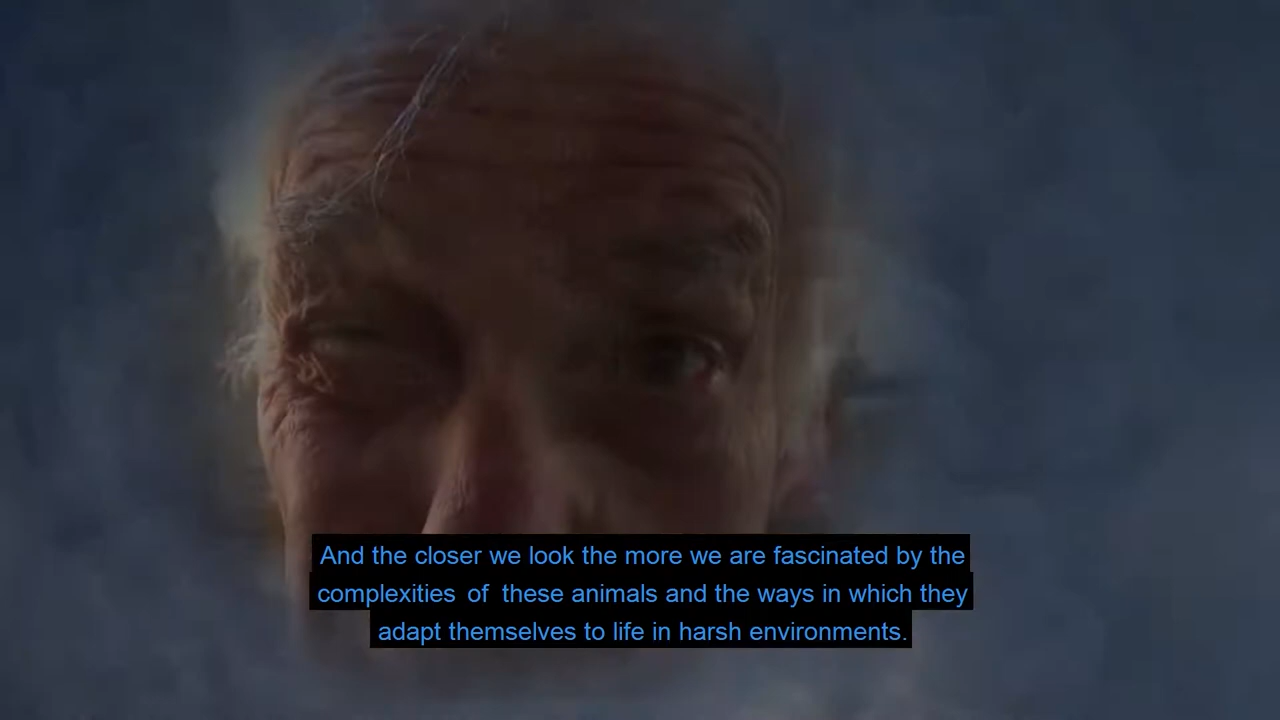 And the closer we look the more we are fascinated by the
complexities of these animals and the ways in which they
adapt themselves to life in harsh environments.